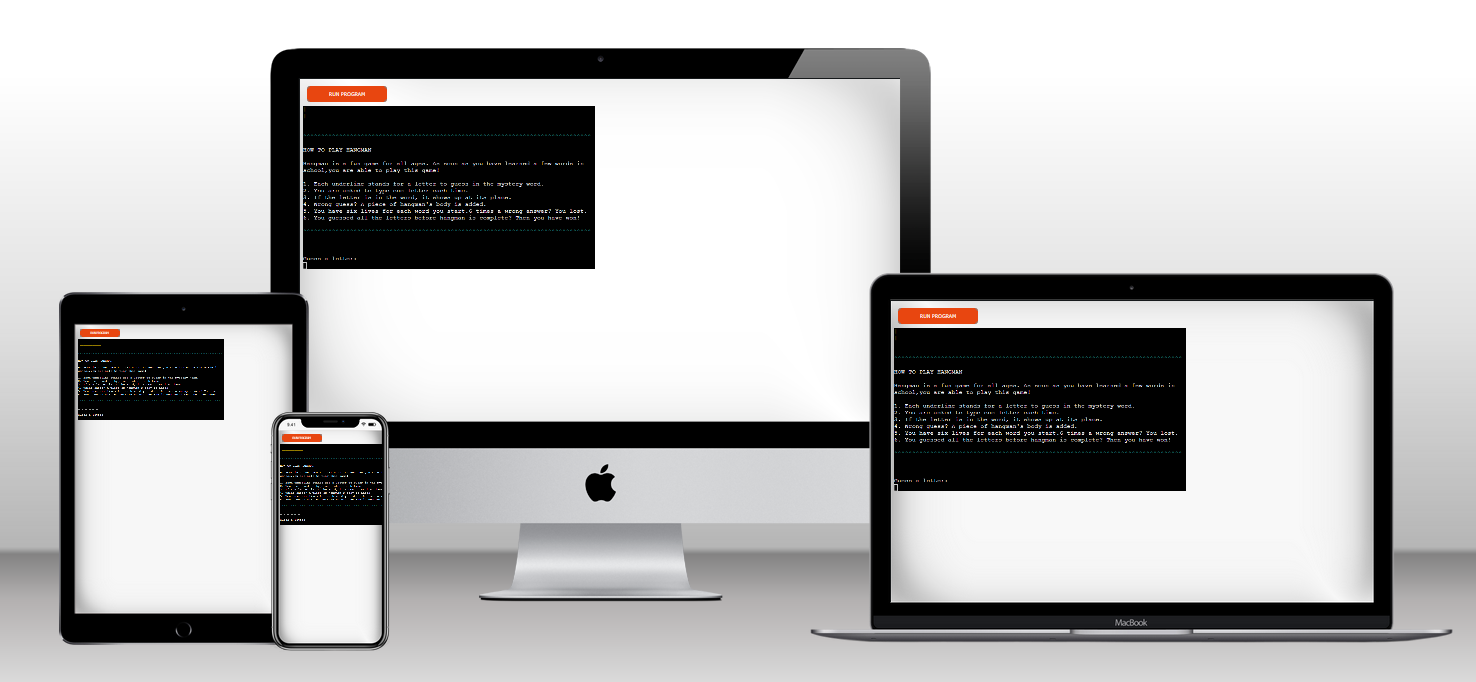 RUN PROGRAM
HOW TO PLAY HANGMAN
Hangman is a fun game for all ages. As soon as you have learned a few words in
school,you are able to play this game!
1. Each underline stands for a letter to guess in the mystery word.
2. You are asked to type one letter each time.
3. If the letter is in the word, it shows up at its place.
4. Wrong guess? A piece of hangman's body is added.
5. You have six lives for each word you start.6 times a wrong answer? You lost.
6. You guessed all the letters before hangman is complete? Then you have won!
Guess a letter:
RUN PROGRAM
9:41
RUN PROGRAM
RUN PROGRAM
HOW TO PLAY HANGMAN
Hangman is a fun game for all ages. As soon as you have learned a few words in
school,you are able to play this game!
1. Each underline stands for a letter to guess in the mystery word.
2. You are asked to type one letter each time.
3. If the letter is in the word, it shows up at its place.
4. Wrong guess? A piece of hangman's body is added.
5. You have six lives for each word you start.6 times a wrong answer? You lost.
6. You guessed all the letters before hangman is complete? Then you have won!
Guess a letter:
MacBook